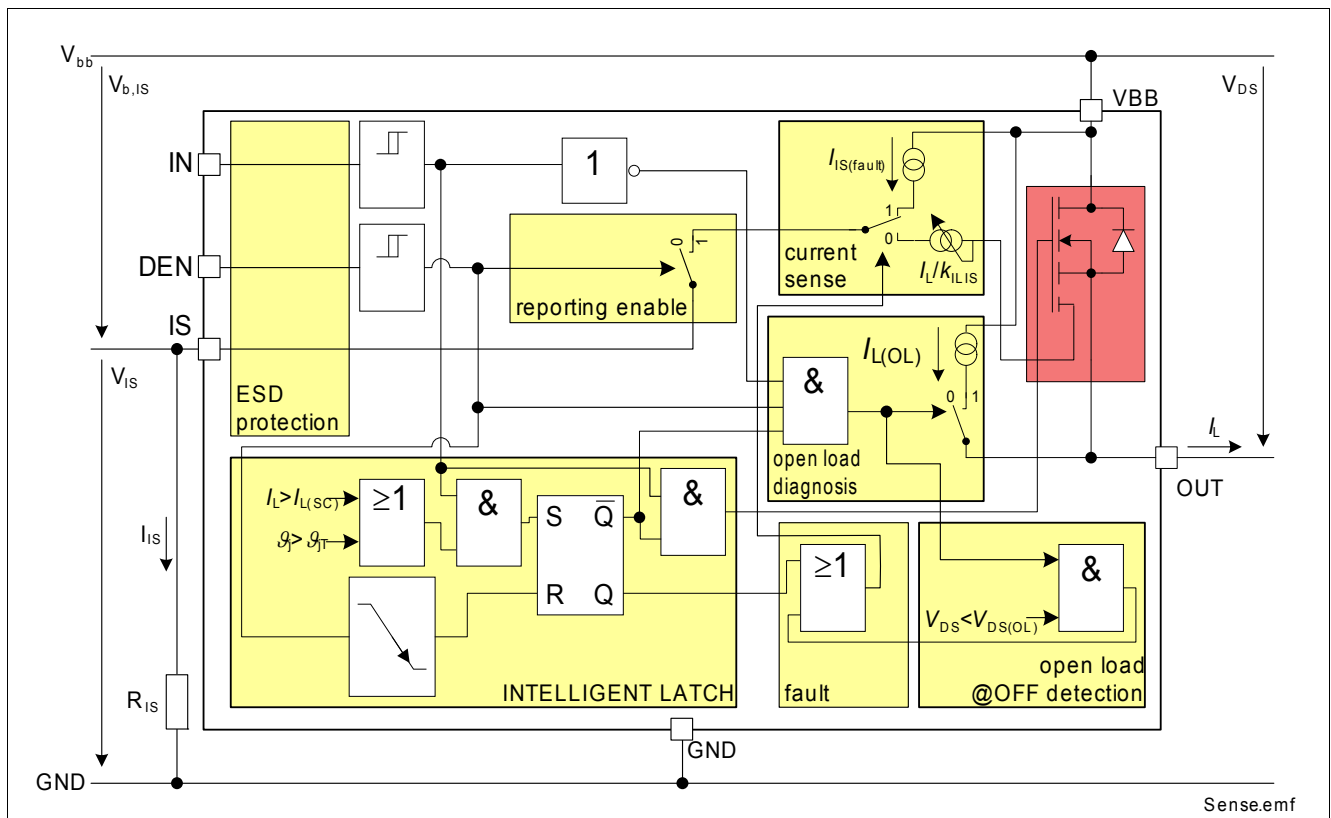 Vbb
Vb,IS
VDS
VBB
IN
1
IIS(fault)
1
0
current
sense
IL/kILIS
DEN
0
1
reporting enable
IS
VIS
ESD
protection
&
IL(OL)
0
1
open load
diagnosis
IL
OUT
IL>IL(SC)
ϑj>ϑjT
≥1
&
S
Q
R
Q
&
INTELLIGENT LATCH
≥1
fault
&
VDS<VDS(OL)
open load
@OFF detection
IIS
RIS
GND
GND
Sense.emf